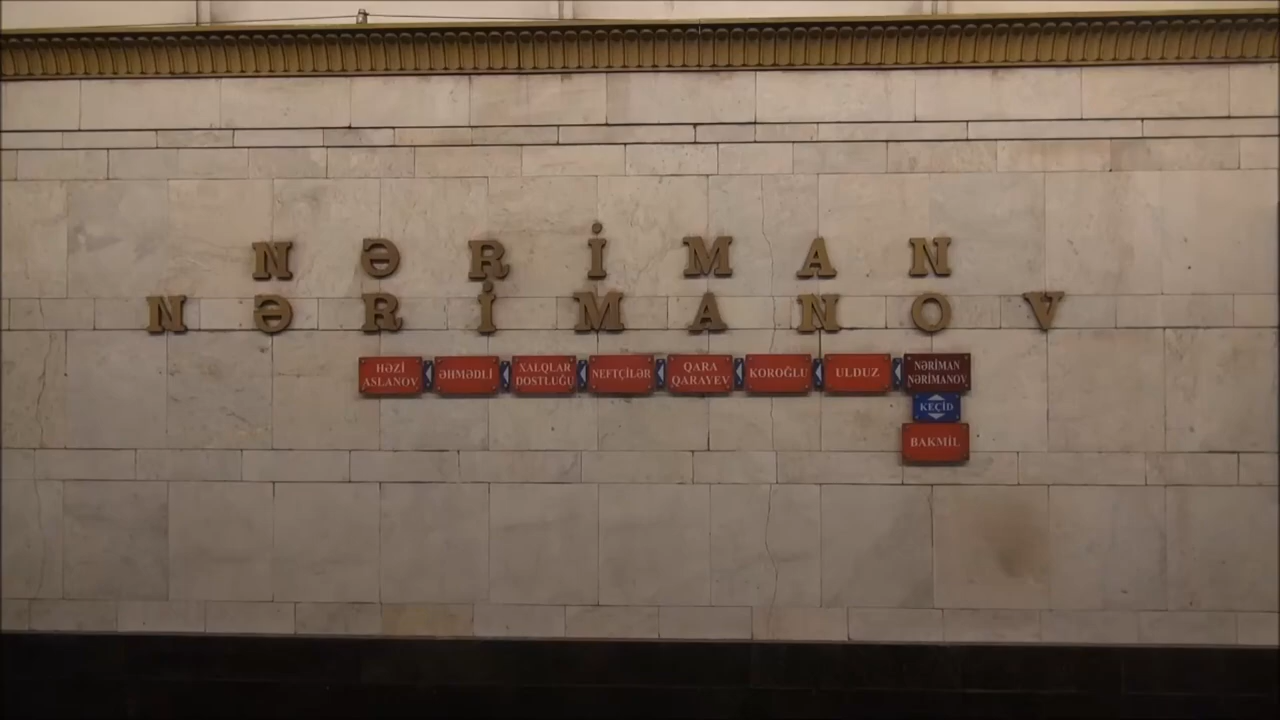 NƏRİMAN
NƏRİMANOV
HƏZİ
ASLANOV
ƏHMƏDLİ
XALQLAR
DOSTLUĞU
NEFTÇİLƏR
QARA
QARAYEV
KOROĞLU
ULDUZ
NƏRİMAN
NƏRİMANOV
KEÇİD
BAKMİL